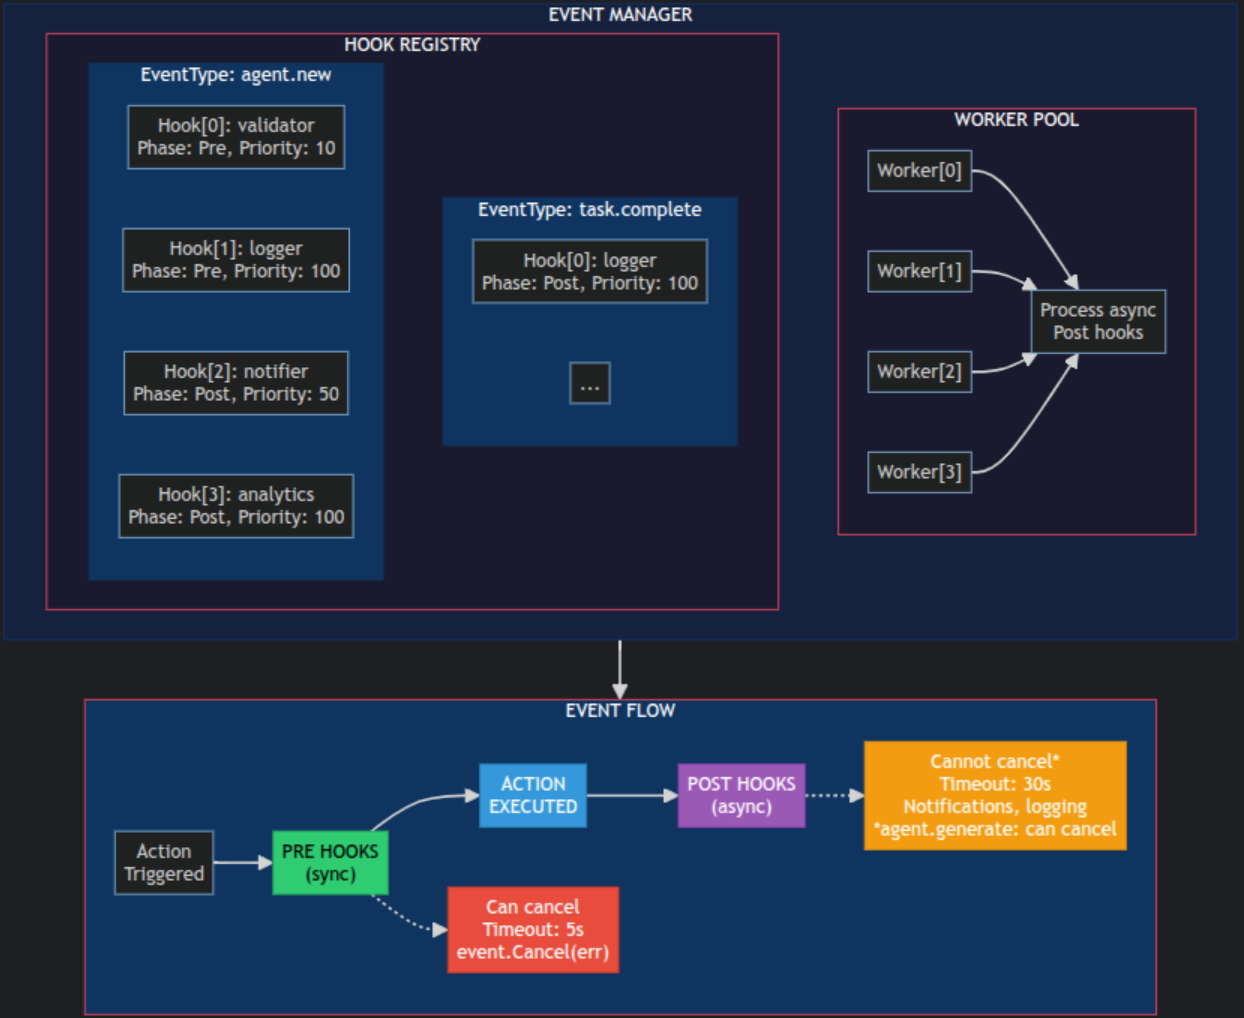 EVENT MANAGER
HOOK REGISTRY
EventType: agent.new
Hook[0]: validator
Phase: Pre, Priority: 10
Hook[1]: logger
Phase: Pre, Priority: 100
Hook[2]: notifier
Phase: Post, Priority: 50
Hook[3]: analytics
Phase: Post, Priority: 100
EventType: task.complete
Hook[0]: logger
Phase: Post, Priority: 100
...
WORKER POOL
Worker[0]
Worker[1]
Worker[2]
Worker[3]
Process async
Post hooks
EVENT FLOW
Action
Triggered
PRE HOOKS
(sync)
ACTION
EXECUTED
POST HOOKS
(async)
Cannot cancel*
Timeout: 30s
Notifications, logging
*agent.generate: can cancel
Can cancel
Timeout: 5s
event.Cancel(err)